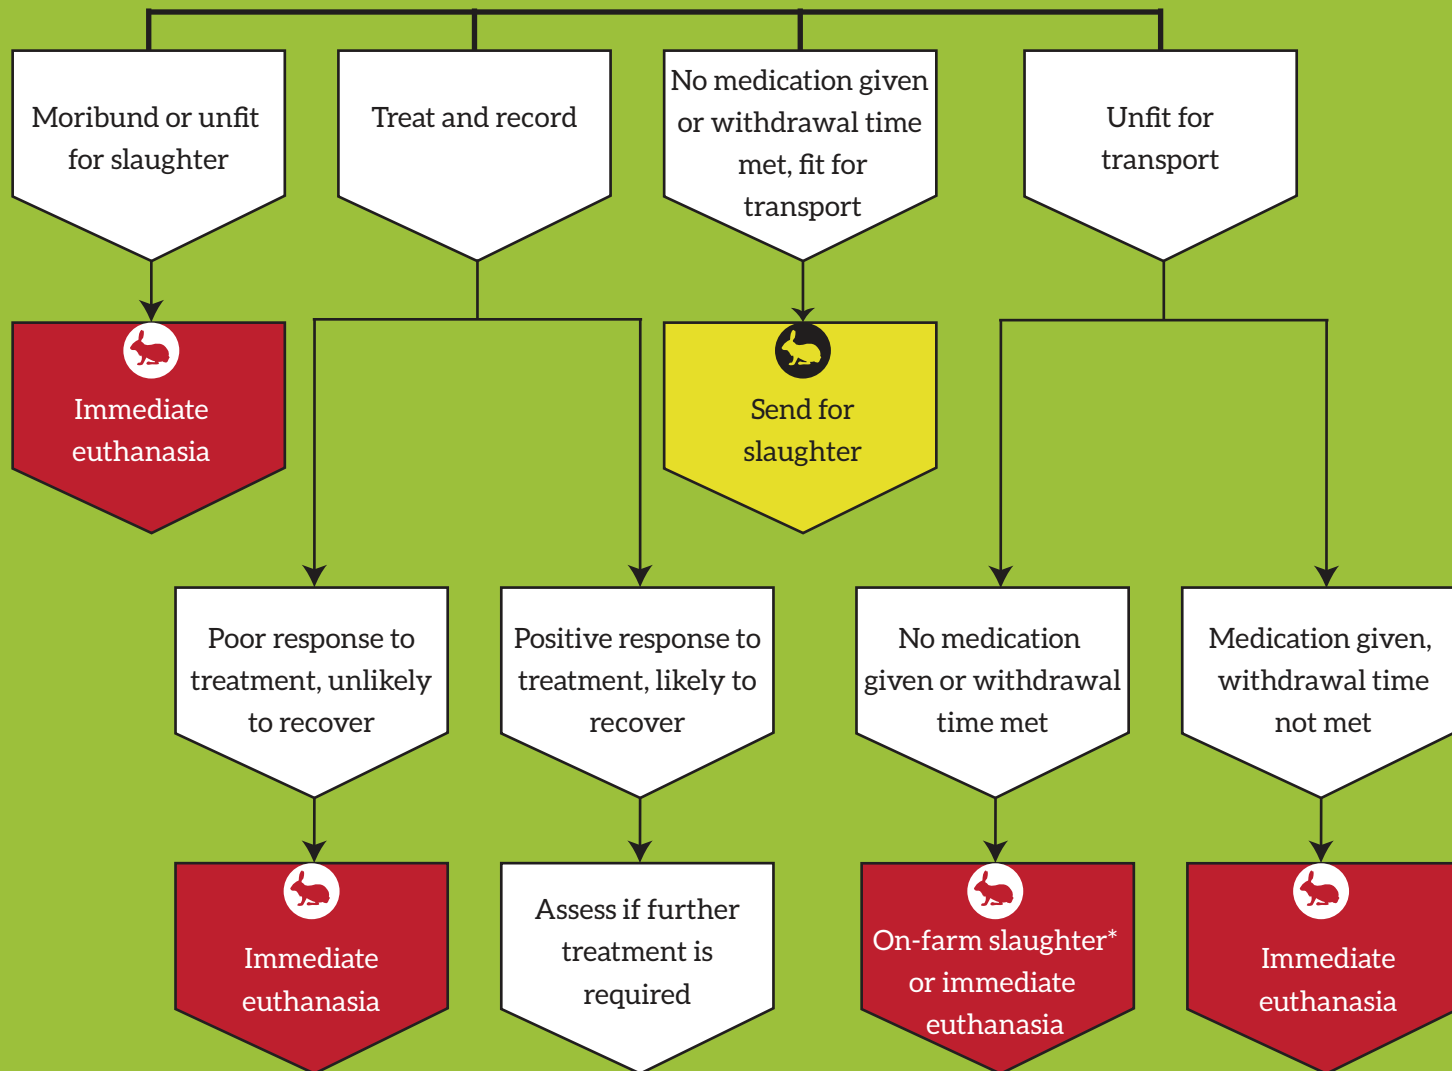 Moribund or unfit
for slaughter
Treat and record
No medication given
or withdrawal time
met, fit for
transport
Unfit for
transport
Immediate
euthanasia
Send for
slaughter
Poor response to
treatment, unlikely
to recover
Positive response to
treatment, likely to
recover
No medication
given or withdrawal
time met
Medication given,
withdrawal time
not met
Immediate
euthanasia
Assess if further
treatment is
required
On-farm slaughter*
or immediate
euthanasia
Immediate
euthanasia